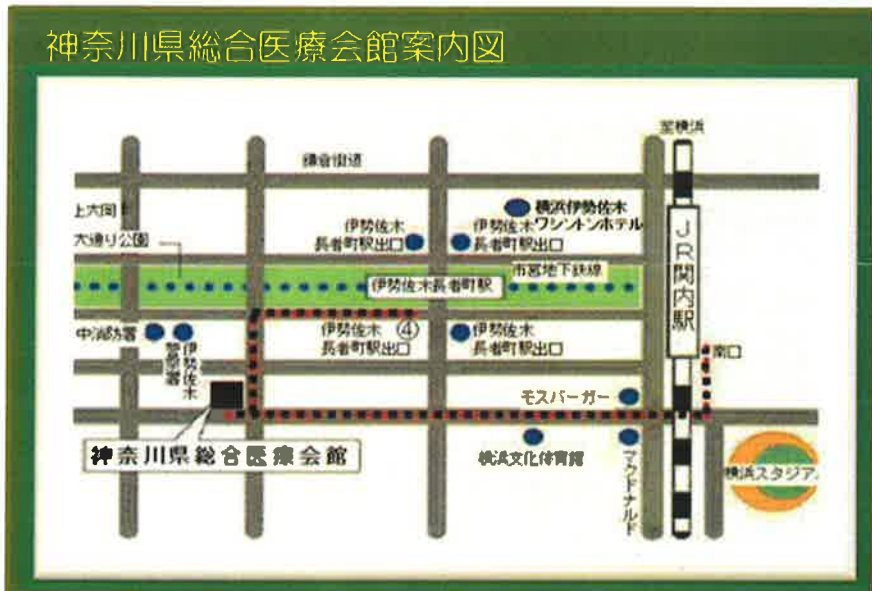 神奈川県総合医療会館案内図
至横浜
鎌倉街道
上大岡
大通り公園
伊勢佐木
長者町駅出口
伊勢佐木
長者町駅出口
横浜伊勢佐木
ワシントンホテル
JR関内駅
市営地下鉄線
伊勢佐木長者町駅
中消防署
伊勢佐木
警察署
伊勢佐木 ④
長者町駅出口
伊勢佐木
長者町駅出口
南口
モスバーガー
神奈川県総合医療会館
横浜文化体育館
マクドナルド
横浜スタジア